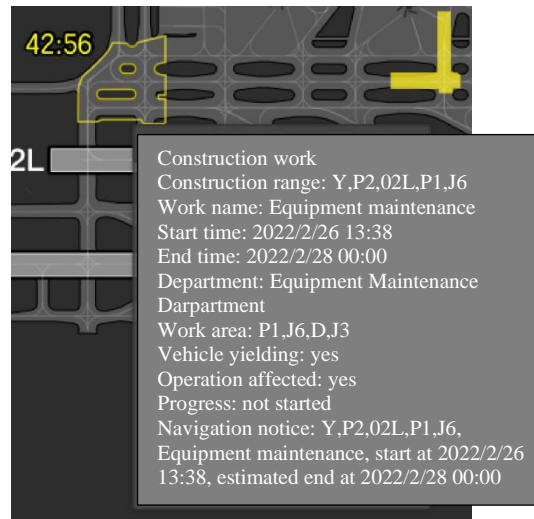 42:56
2L
Construction work
Construction range: Y,P2,02L,P1,J6
Work name: Equipment maintenance
Start time: 2022/2/26 13:38
End time: 2022/2/28 00:00
Department: Equipment Maintenance
Darpartment
Work area: P1,J6,D,J3
Vehicle yielding: yes
Operation affected: yes
Progress: not started
Navigation notice: Y,P2,02L,P1,J6,
Equipment maintenance, start at 2022/2/26
13:38, estimated end at 2022/2/28 00:00